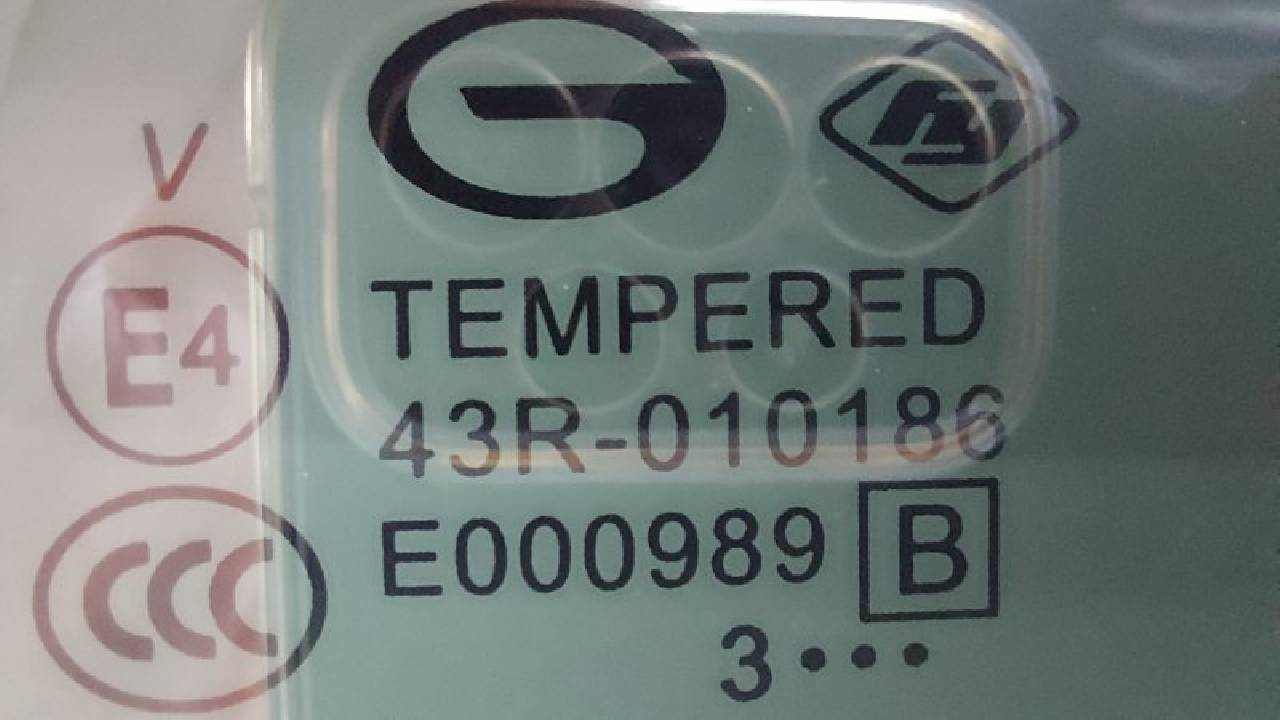 V
E4
TEMPERED
43R-010186
CCC
E000989 B
3•••